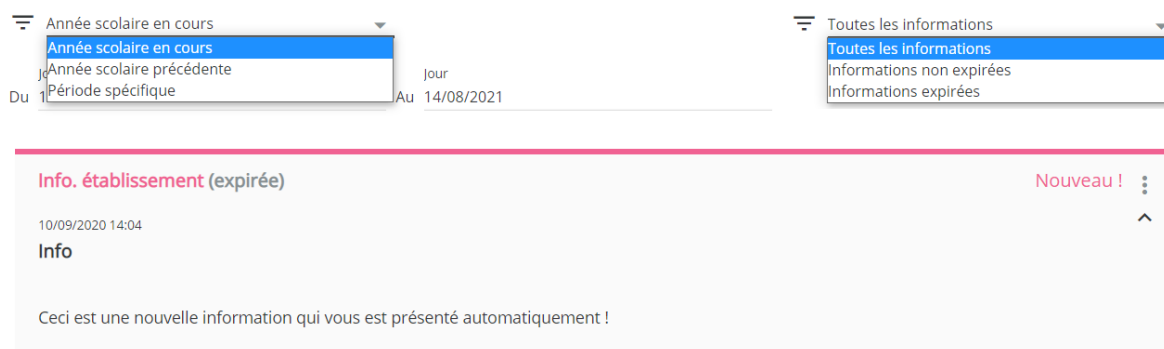 Année scolaire en cours
Année scolaire en cours
Année scolaire précédente
Période spécifique
Toutes les informations
Toutes les informations
Informations non expirées
Informations expirées
Jour
Du
Au 14/08/2021
Info. établissement (expirée)
Nouveau !
10/09/2020 14:04
Info
Ceci est une nouvelle information qui vous est présenté automatiquement !